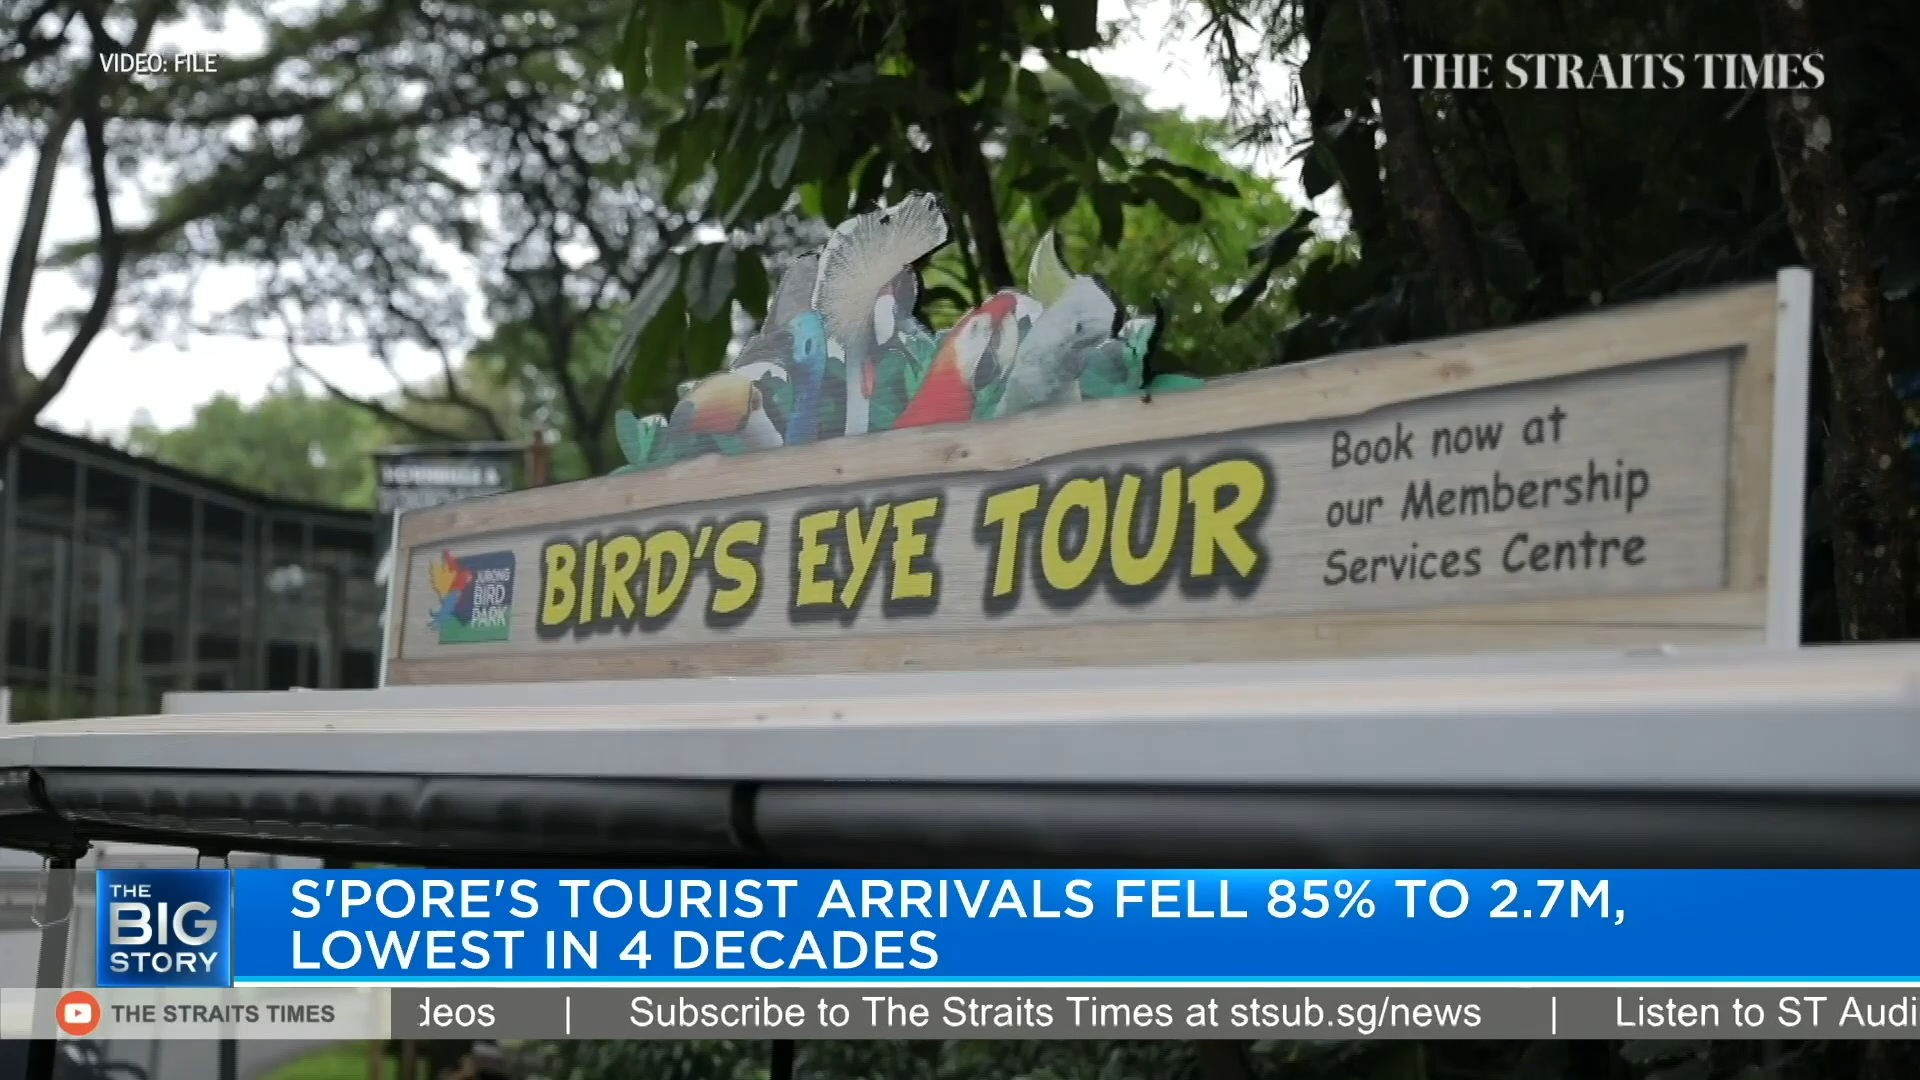 VIDEO: FILE
THE STRAITS TIMES
Book now at
our Membership
Services Centre
BIRD'S EYE TOUR
JURONG
BIRD
PARK
THE
BIG
STORY
S'PORE'S TOURIST ARRIVALS FELL 85% TO 2.7M,
LOWEST IN 4 DECADES
THE STRAITS TIMES
deos | Subscribe to The Straits Times at stsub.sg/news | Listen to ST Audi